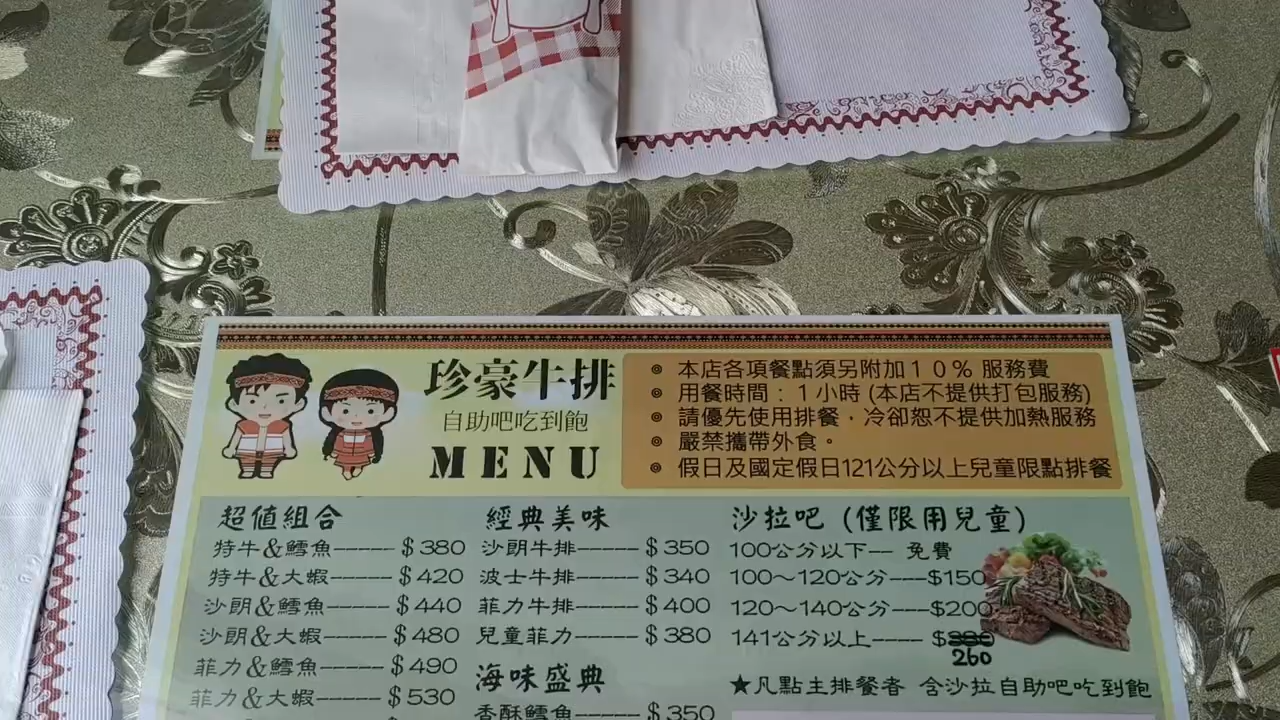 珍豪牛排
自助吧吃到飽
MENU
本店各項餐點須另附加10% 服務費
用餐時間：1小時 (本店不提供打包服務)
請優先使用排餐，冷卻恕不提供加熱服務
嚴禁攜帶外食。
假日及國定假日121公分以上兒童限點排餐
超值組合
特牛&鱈魚-----$380
特牛&大蝦-----$420
沙朗&鱈魚-----$440
沙朗&大蝦-----$480
菲力&鱈魚-----$490
菲力&大蝦-----$530
經典美味
沙朗牛排-----$350
波士牛排-----$340
菲力牛排-----$400
兒童菲力-----$380
海味盛典
香酥鱈魚-----$350
沙拉吧 (僅限用兒童)
100公分以下-- 免費
100～120公分---$150
120～140公分---$200
141公分以上---- $
260
★凡點主排餐者 含沙拉自助吧吃到飽